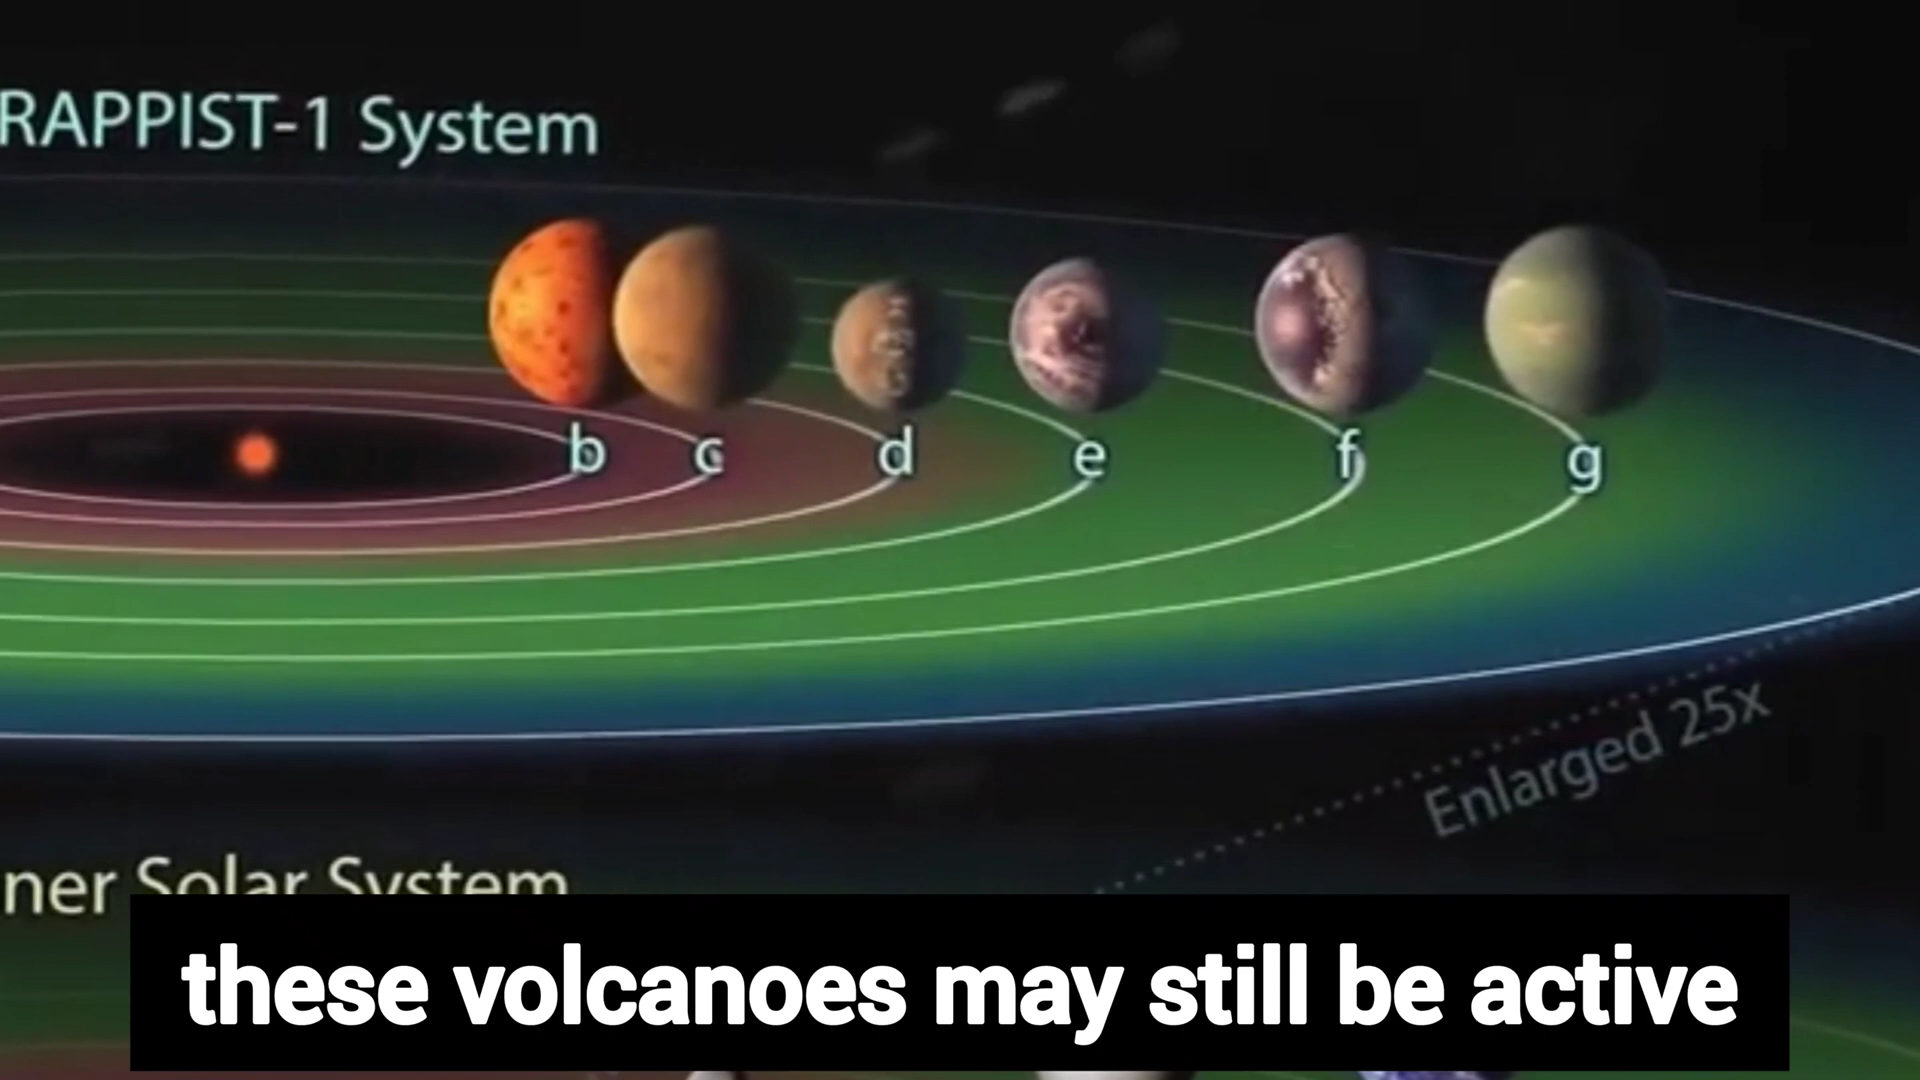 RAPPIST-1 System
b c d e f g
Enlarged 25x
ner Solar System
these volcanoes may still be active